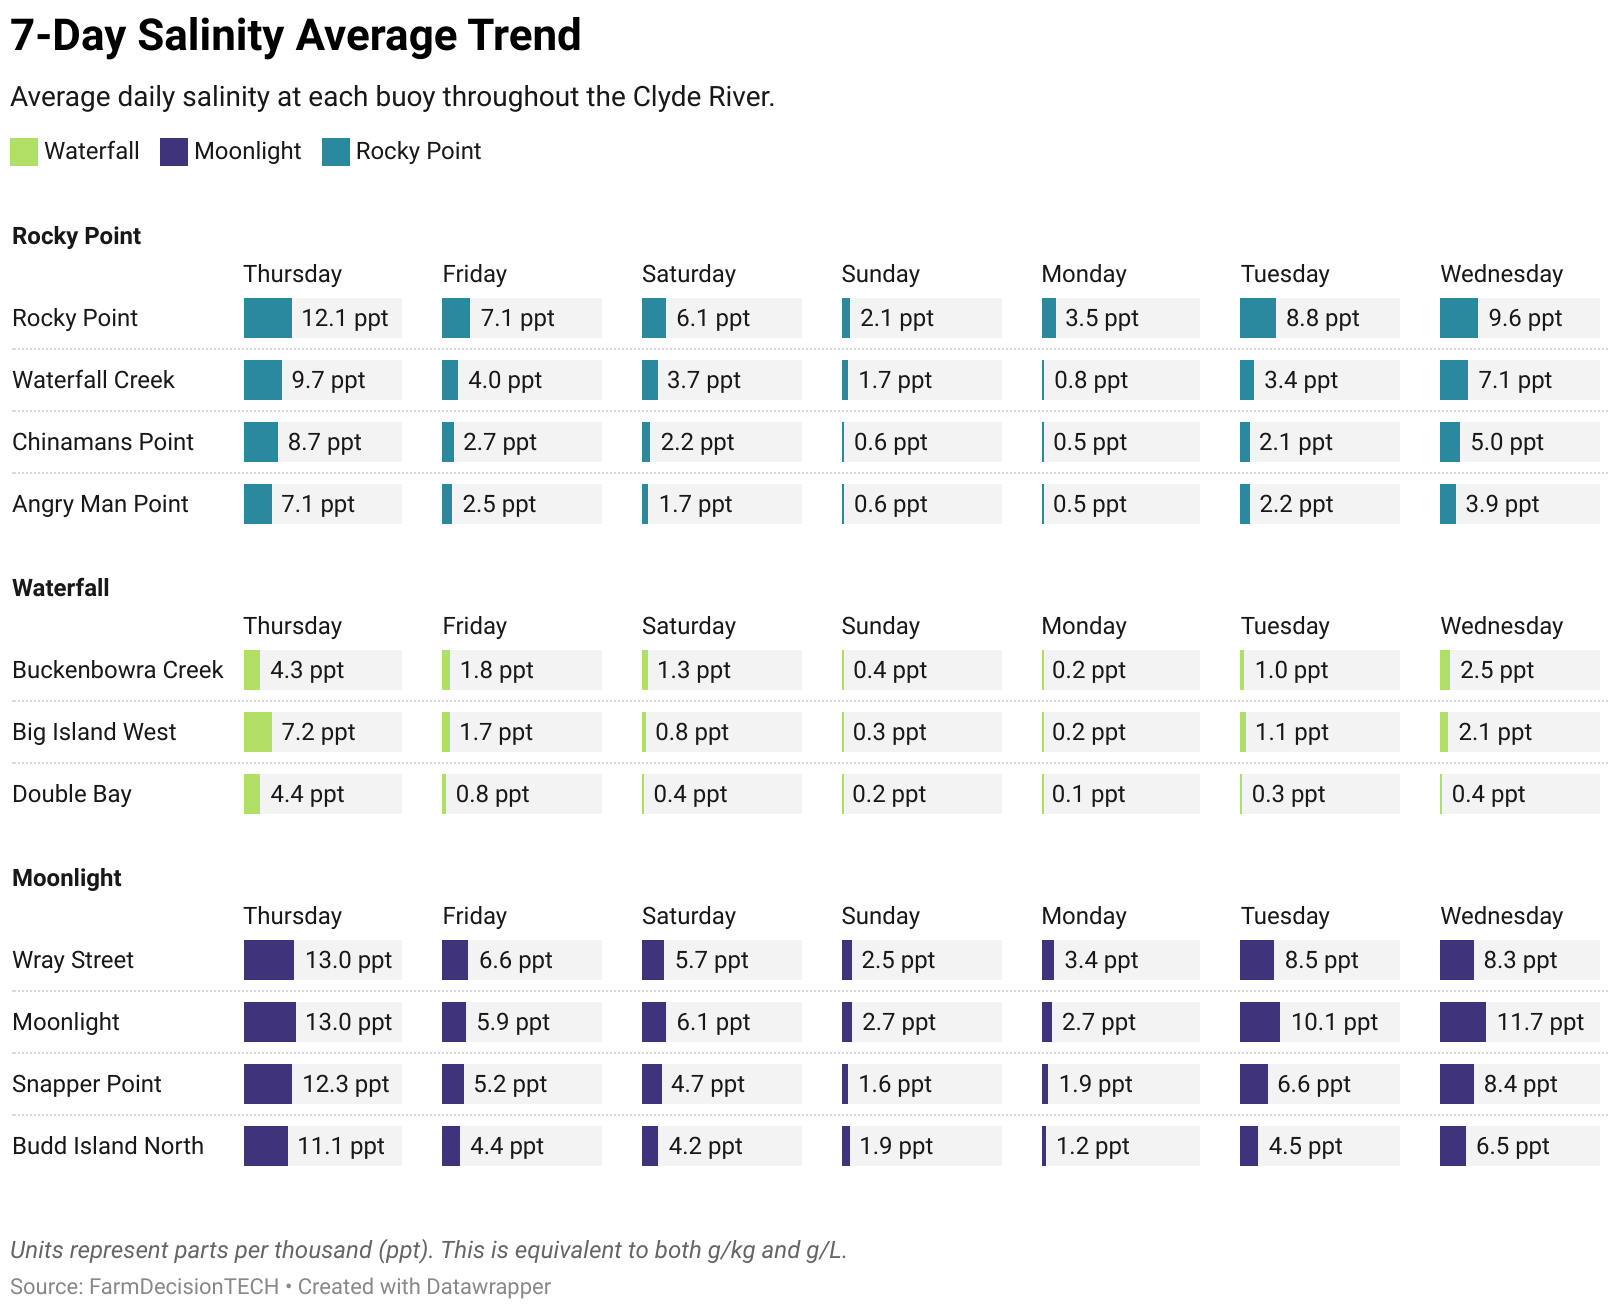 7-Day Salinity Average Trend
Average daily salinity at each buoy throughout the Clyde River.
Waterfall Moonlight Rocky Point
Rocky Point
Thursday Friday Saturday Sunday Monday Tuesday Wednesday
Rocky Point 12.1 ppt 7.1 ppt 6.1 ppt 2.1 ppt 3.5 ppt 8.8 ppt 9.6 ppt
Waterfall Creek 9.7 ppt 4.0 ppt 3.7 ppt 1.7 ppt 0.8 ppt 3.4 ppt 7.1 ppt
Chinamans Point 8.7 ppt 2.7 ppt 2.2 ppt 0.6 ppt 0.5 ppt 2.1 ppt 5.0 ppt
Angry Man Point 7.1 ppt 2.5 ppt 1.7 ppt 0.6 ppt 0.5 ppt 2.2 ppt 3.9 ppt
Waterfall
Thursday Friday Saturday Sunday Monday Tuesday Wednesday
Buckenbowra Creek 4.3 ppt 1.8 ppt 1.3 ppt 0.4 ppt 0.2 ppt 1.0 ppt 2.5 ppt
Big Island West 7.2 ppt 1.7 ppt 0.8 ppt 0.3 ppt 0.2 ppt 1.1 ppt 2.1 ppt
Double Bay 4.4 ppt 0.8 ppt 0.4 ppt 0.2 ppt 0.1 ppt 0.3 ppt 0.4 ppt
Moonlight
Thursday Friday Saturday Sunday Monday Tuesday Wednesday
Wray Street 13.0 ppt 6.6 ppt 5.7 ppt 2.5 ppt 3.4 ppt 8.5 ppt 8.3 ppt
Moonlight 13.0 ppt 5.9 ppt 6.1 ppt 2.7 ppt 2.7 ppt 10.1 ppt 11.7 ppt
Snapper Point 12.3 ppt 5.2 ppt 4.7 ppt 1.6 ppt 1.9 ppt 6.6 ppt 8.4 ppt
Budd Island North 11.1 ppt 4.4 ppt 4.2 ppt 1.9 ppt 1.2 ppt 4.5 ppt 6.5 ppt
Units represent parts per thousand (ppt). This is equivalent to both g/kg and g/L.
Source: FarmDecisionTECH • Created with Datawrapper